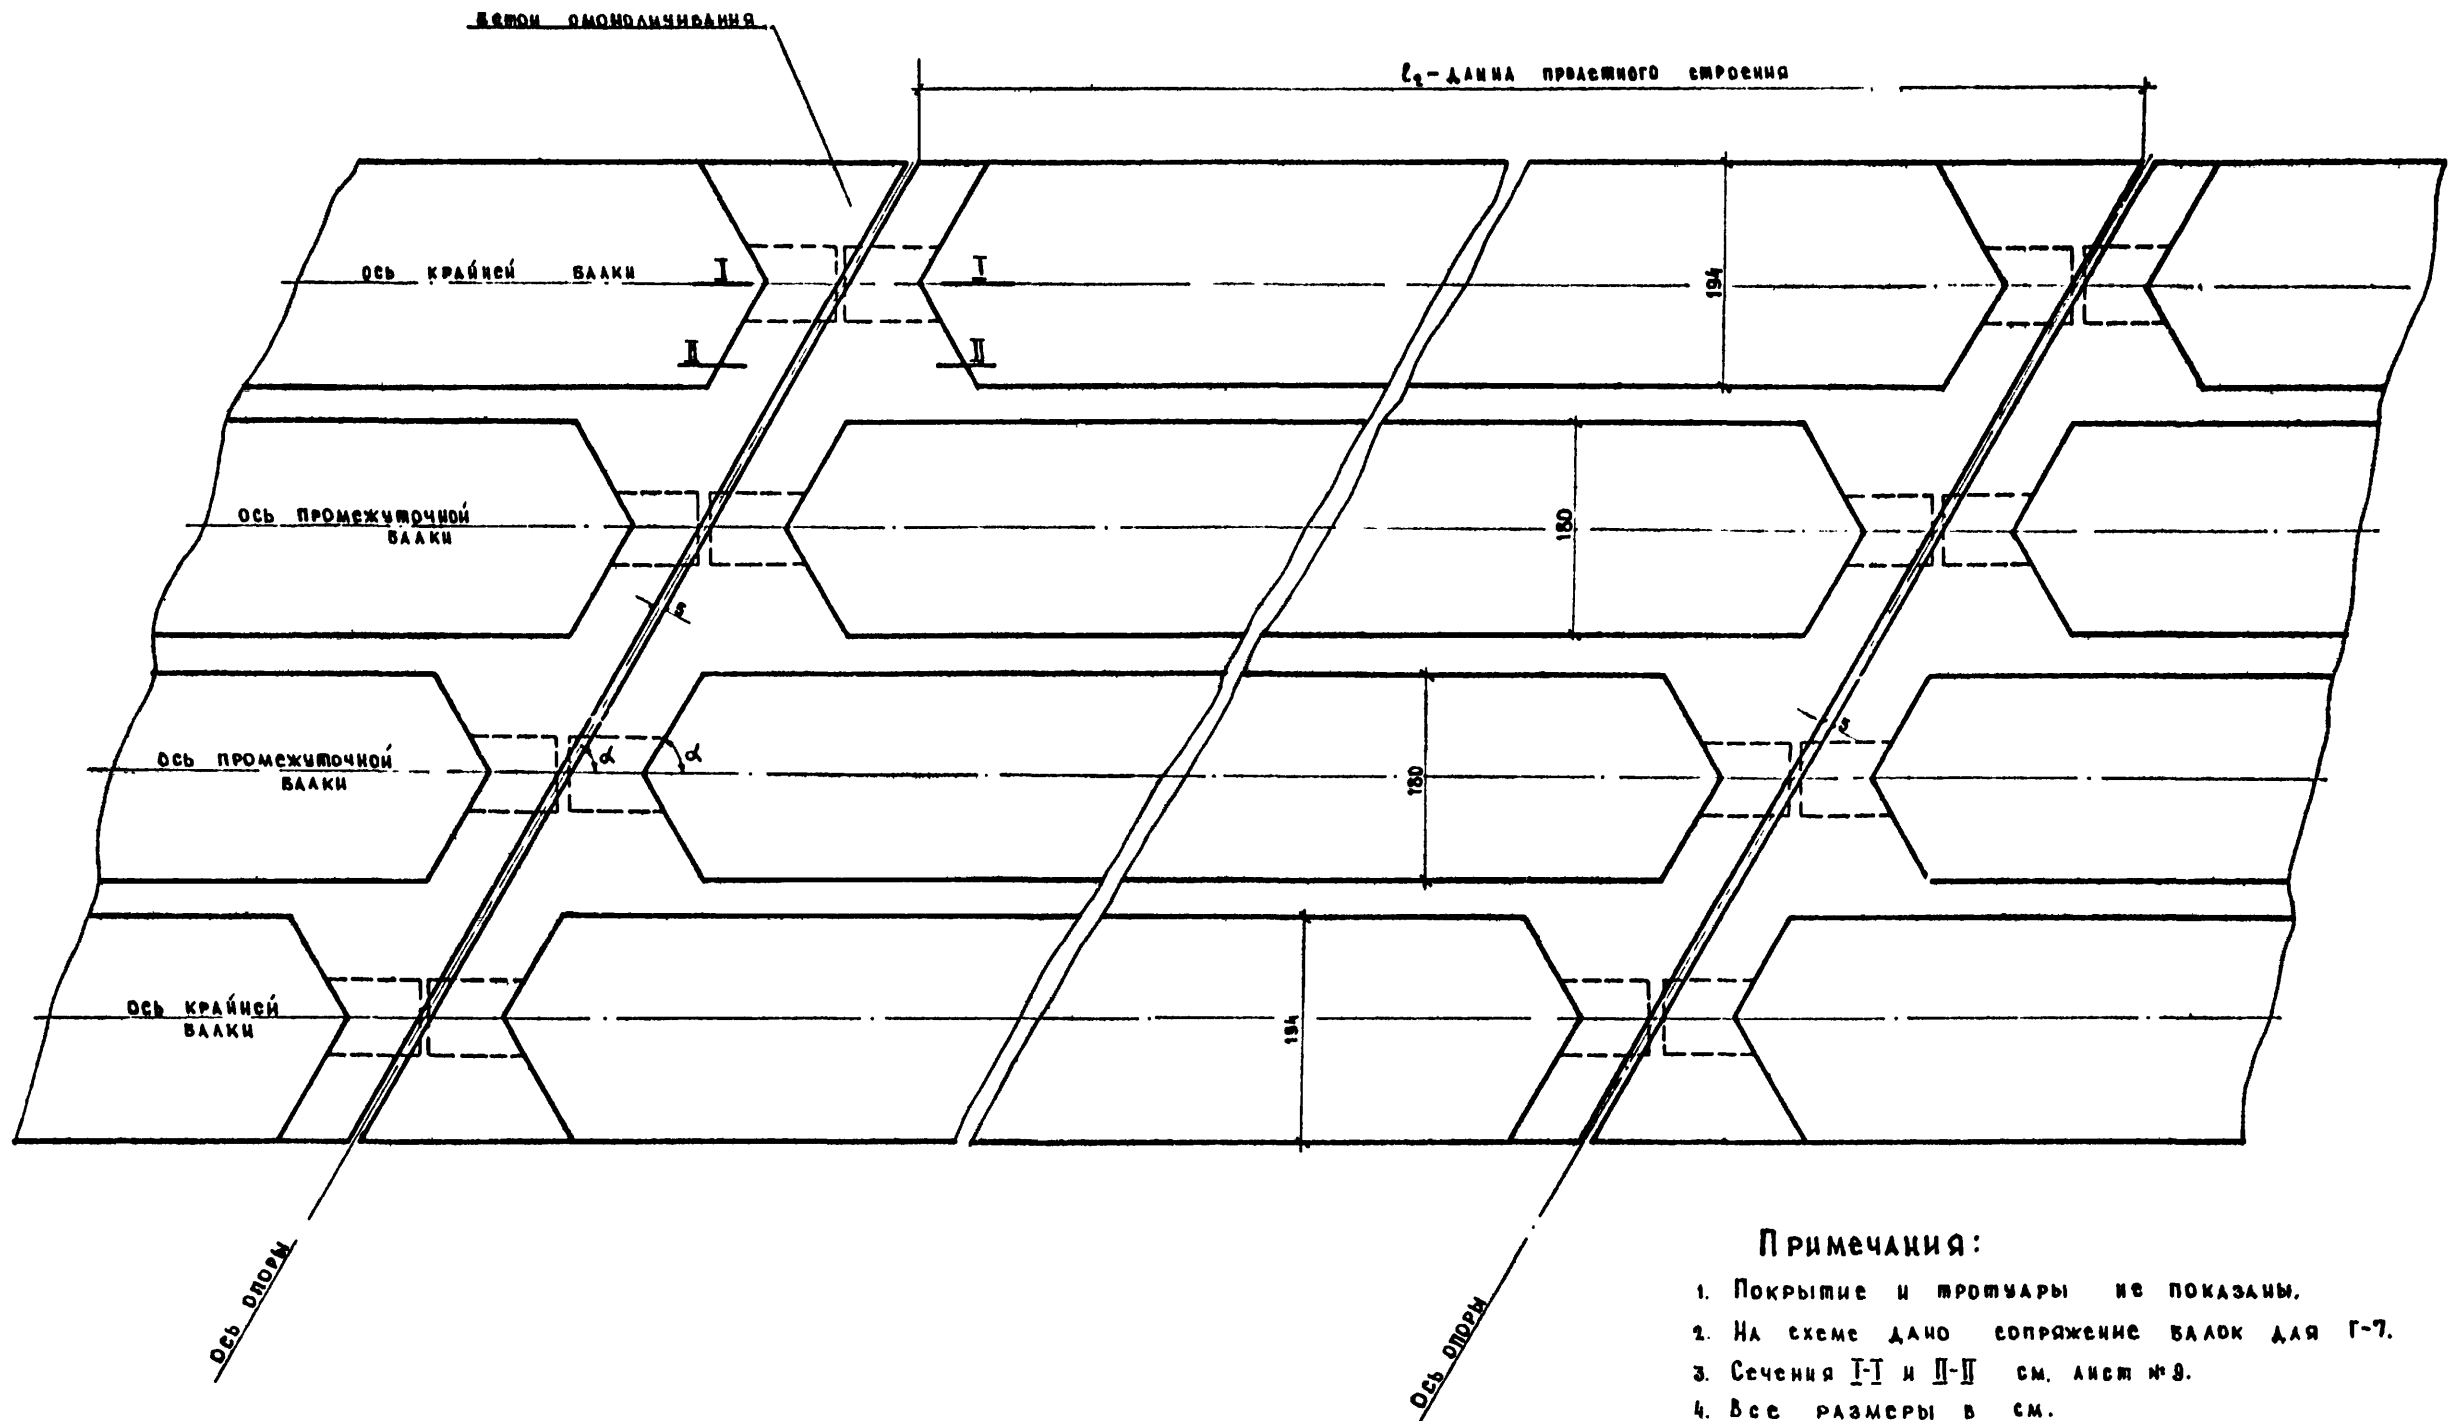 Бетон омоноличивания
l₂-длина пролетного строения
ось крайней балки
I
I
II
II
194
ось промежуточной
балки
180
5
ось промежуточной
балки
α
α
180
5
ось крайней
балки
194
Ось опоры
Ось опоры
Примечания:
1. Покрытие и тротуары не показаны.
2. На схеме дано сопряжение балок для Г-7.
3. Сечения I-I и II-II см. лист № 9.
4. Все размеры в см.